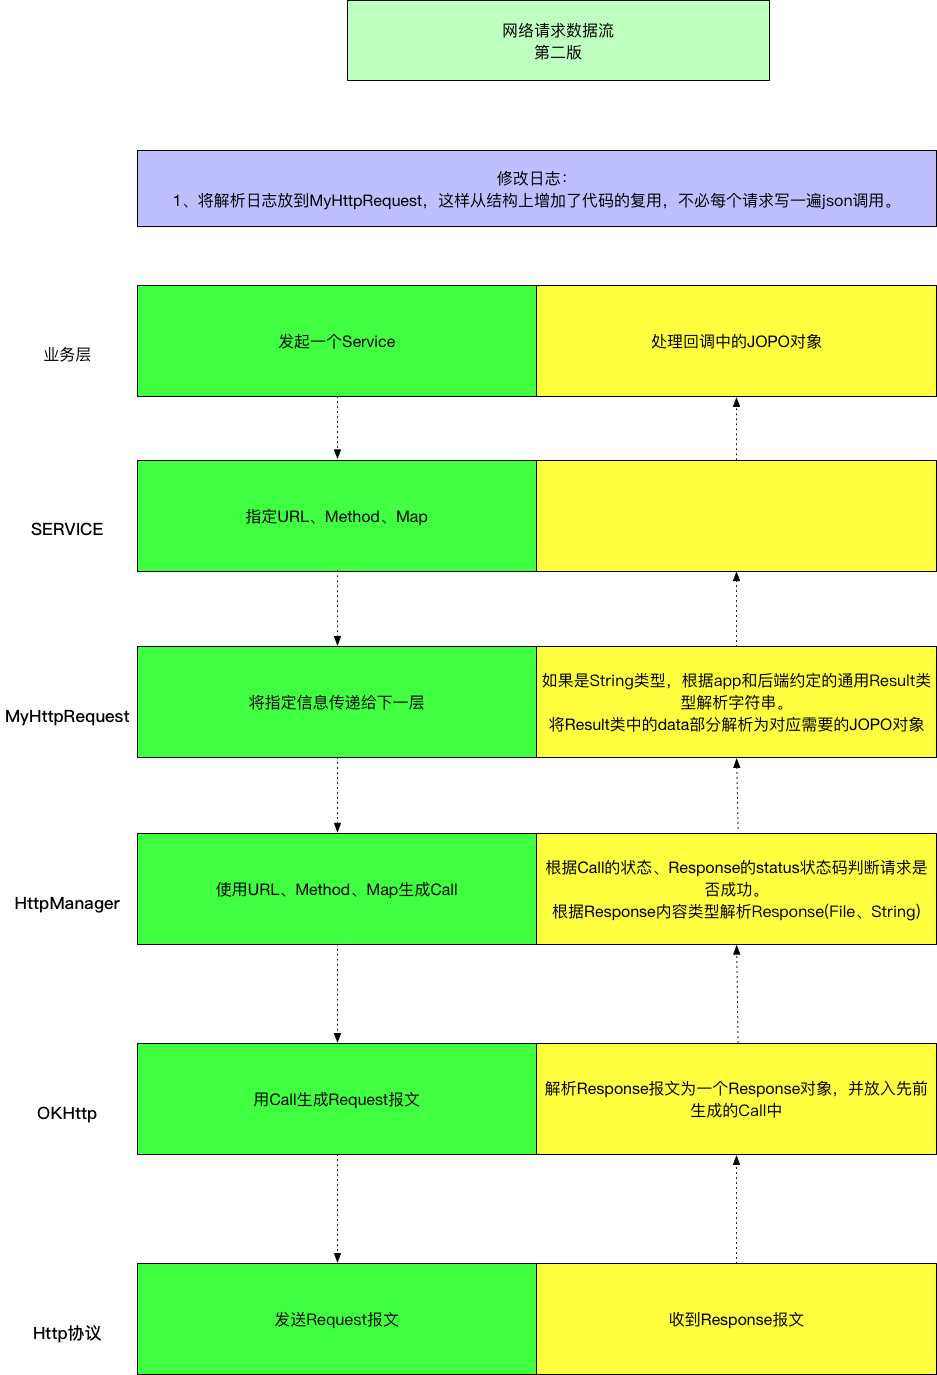 网络请求数据流
第二版
修改日志：
1、将解析日志放到MyHttpRequest，这样从结构上增加了代码的复用，不必每个请求写一遍json调用。
业务层
发起一个Service
处理回调中的JOPO对象
SERVICE
指定URL、Method、Map
MyHttpRequest
将指定信息传递给下一层
如果是String类型，根据app和后端约定的通用Result类
型解析字符串。
将Result类中的data部分解析为对应需要的JOPO对象
HttpManager
使用URL、Method、Map生成Call
根据Call的状态、Response的status状态码判断请求是
否成功。
根据Response内容类型解析Response(File、String)
OKHttp
用Call生成Request报文
解析Response报文为一个Response对象，并放入先前
生成的Call中
Http协议
发送Request报文
收到Response报文